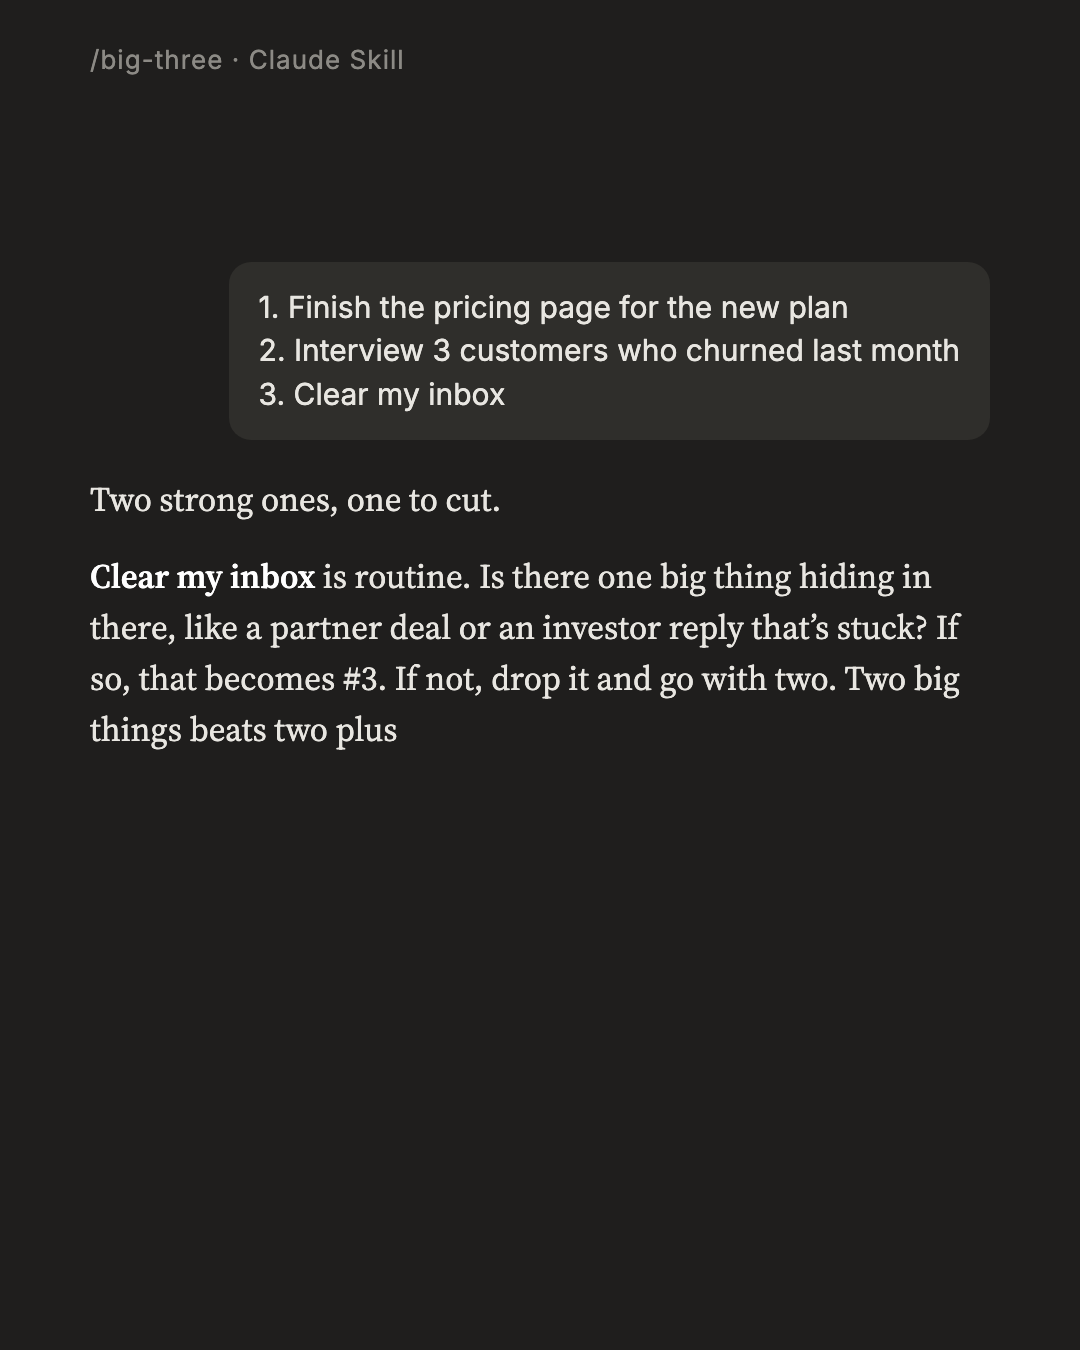 /big-three · Claude Skill
1. Finish the pricing page for the new plan
2. Interview 3 customers who churned last month
3. Clear my inbox
Two strong ones, one to cut.
Clear my inbox is routine. Is there one big thing hiding in
there, like a partner deal or an investor reply that’s stuck? If
so, that becomes #3. If not, drop it and go with two. Two big
things beats two plus